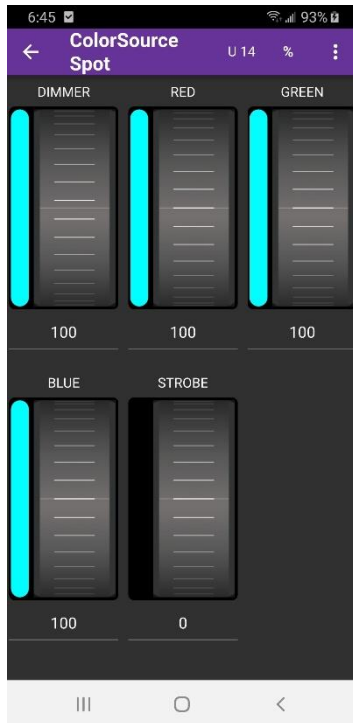 6:45 93%
ColorSource Spot U 14 %
DIMMER RED GREEN
100 100 100
BLUE STROBE
100 0